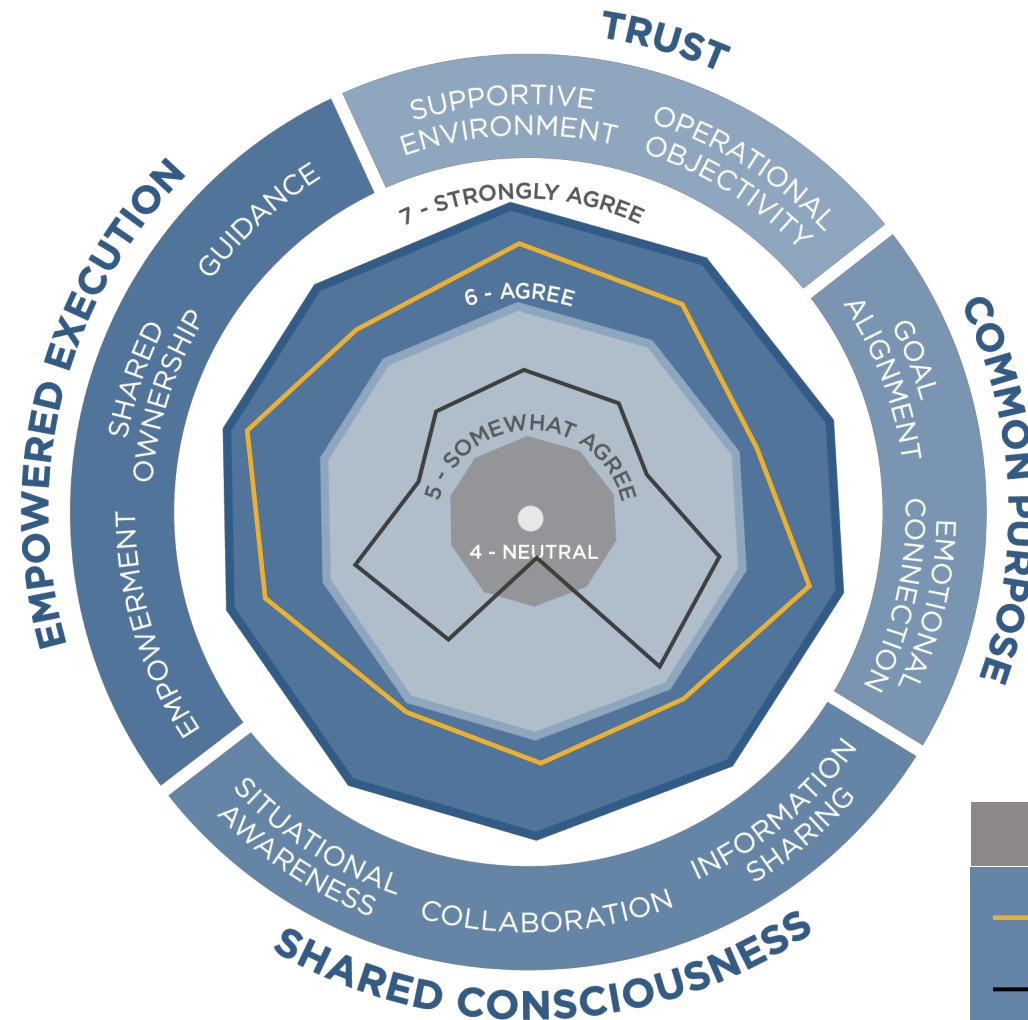 TRUST
SUPPORTIVE
ENVIRONMENT
OPERATIONAL
OBJECTIVITY
COMMON PURPOSE
GOAL
ALIGNMENT
EMOTIONAL
CONNECTION
SHARED CONSCIOUSNESS
INFORMATION
SHARING
COLLABORATION
SITUATIONAL
AWARENESS
EMPOWERED EXECUTION
EMPOWERMENT
SHARED
OWNERSHIP
GUIDANCE
7 - STRONGLY AGREE
6 - AGREE
5 - SOMEWHAT AGREE
4 - NEUTRAL